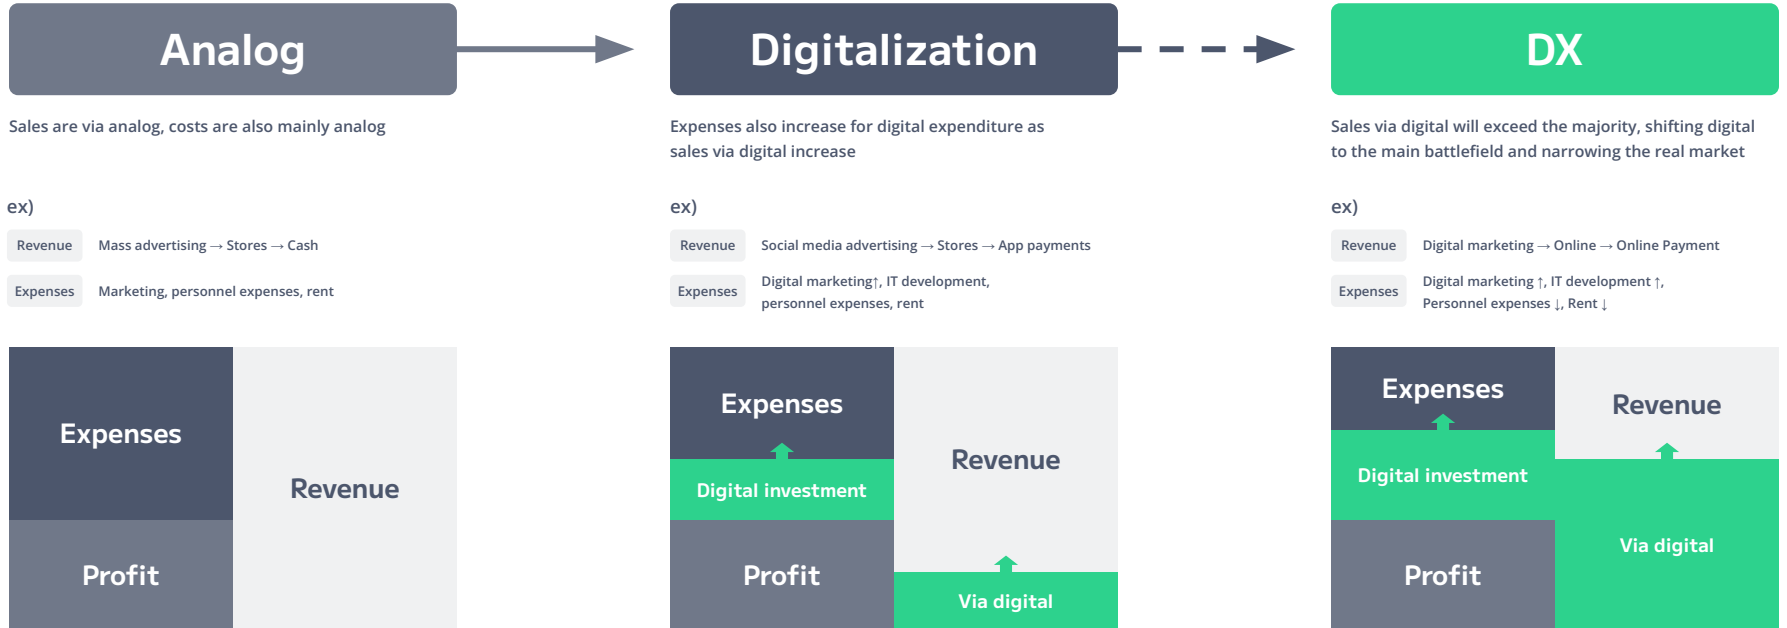 Analog
Sales are via analog, costs are also mainly analog
ex)
Revenue
Mass advertising → Stores → Cash
Expenses
Marketing, personnel expenses, rent
Expenses
Revenue
Profit
Digitalization
Expenses also increase for digital expenditure as
sales via digital increase
ex)
Revenue
Social media advertising → Stores → App payments
Expenses
Digital marketing↑, IT development,
personnel expenses, rent
Expenses
Revenue
Digital investment
Profit
Via digital
DX
Sales via digital will exceed the majority, shifting digital
to the main battlefield and narrowing the real market
ex)
Revenue
Digital marketing → Online → Online Payment
Expenses
Digital marketing ↑, IT development ↑,
Personnel expenses ↓, Rent ↓
Expenses
Revenue
Digital investment
Via digital
Profit